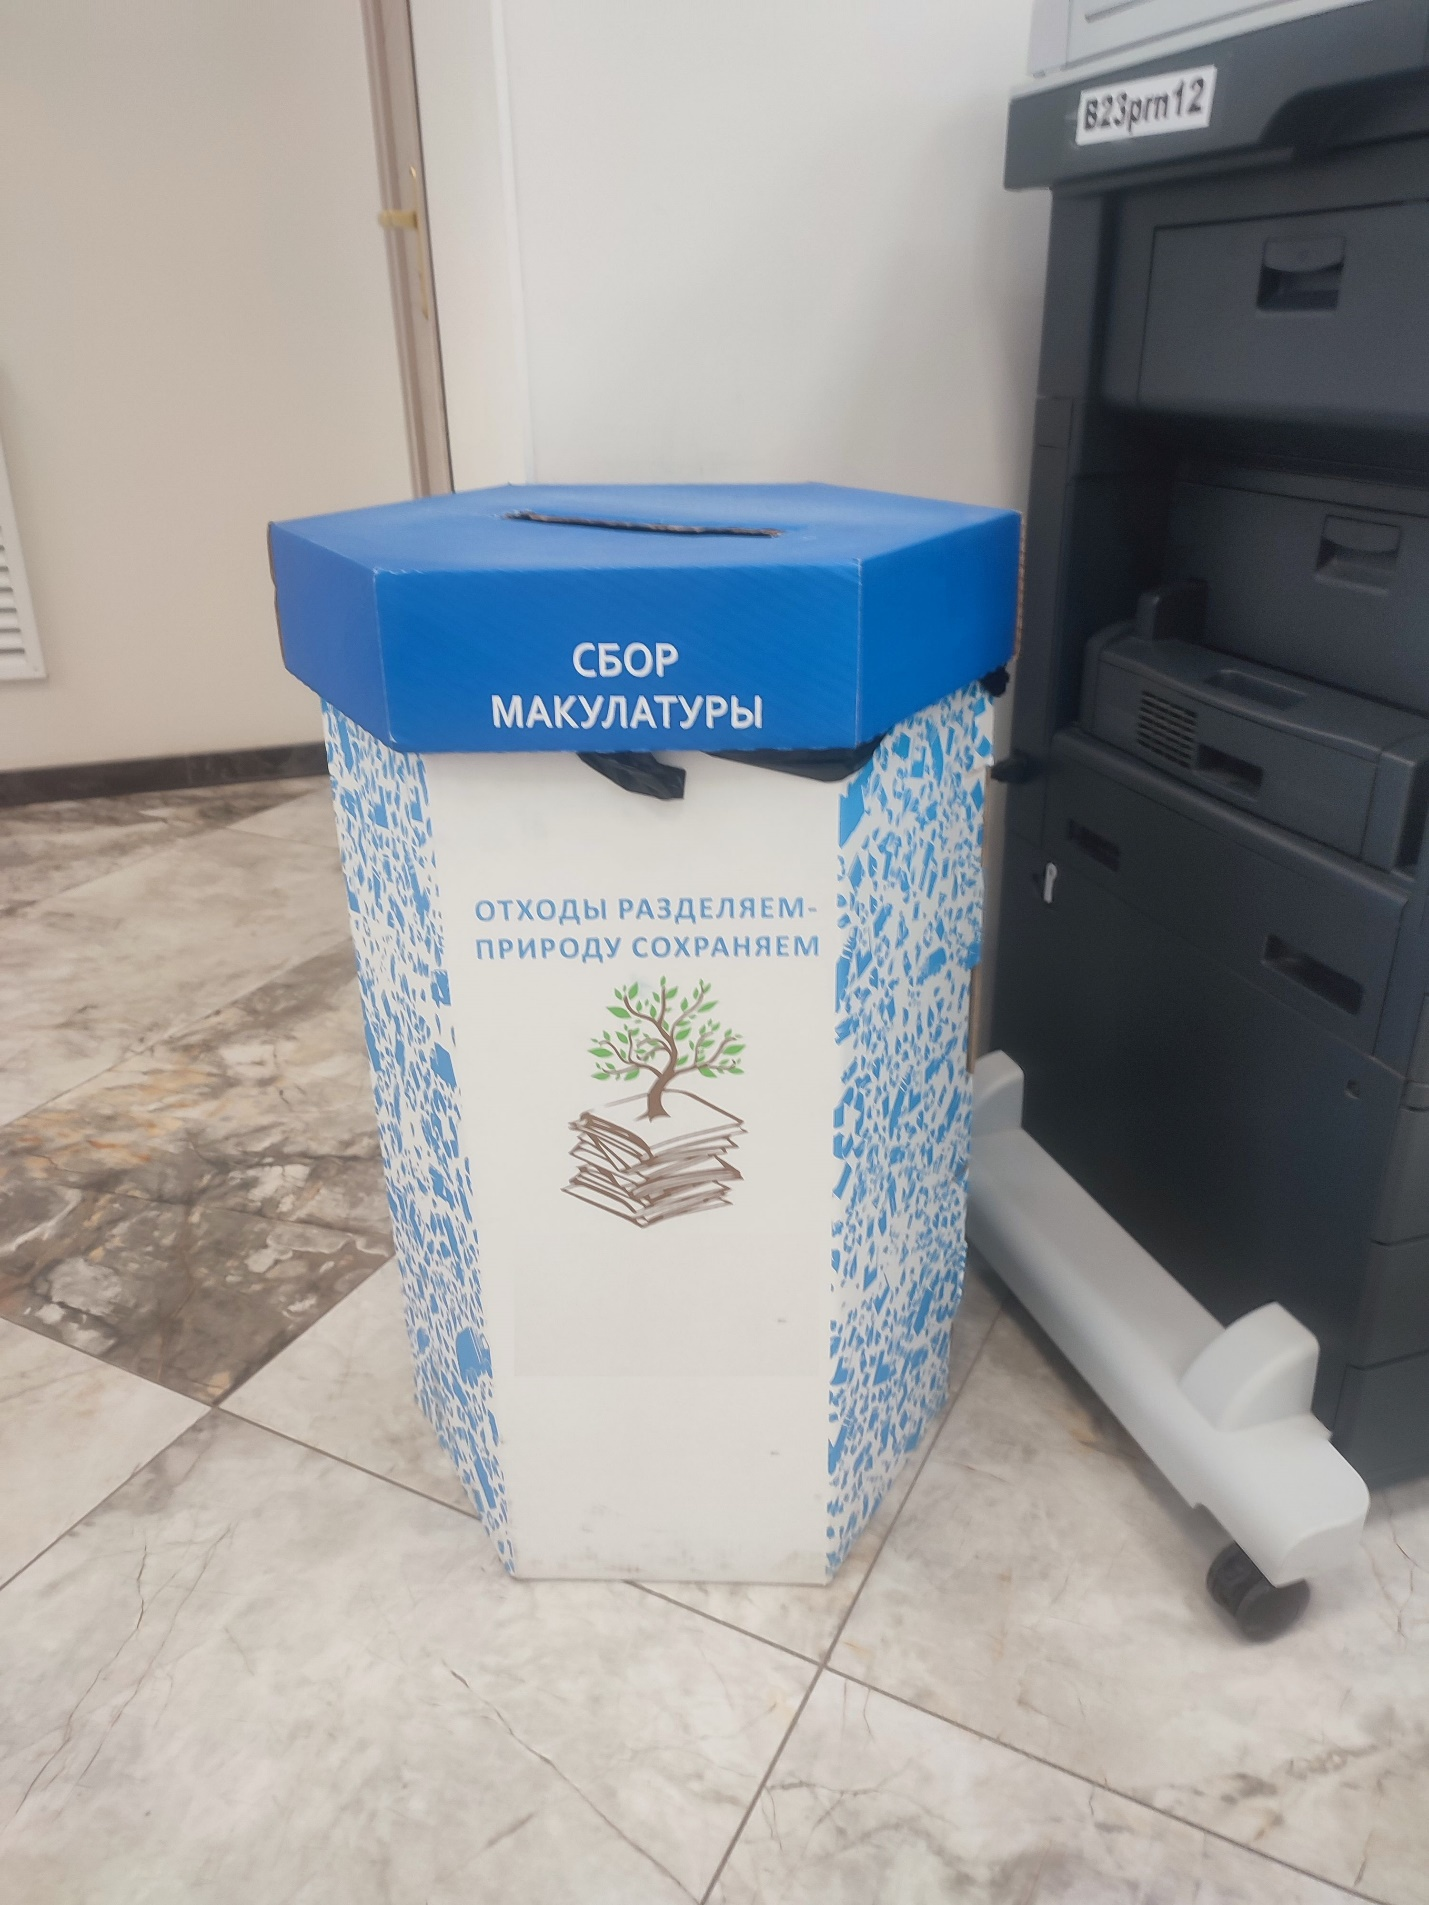 B23prn12
СБОР
МАКУЛАТУРЫ
ОТХОДЫ РАЗДЕЛЯЕМ-
ПРИРОДУ СОХРАНЯЕМ